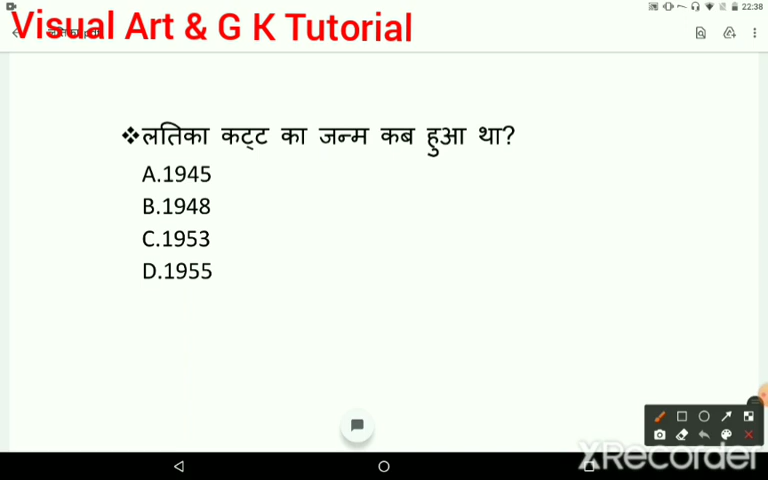 22:38
Visual Art & G K Tutorial
❖लतिका कट्ट का जन्म कब हुआ था?
A.1945
B.1948
C.1953
D.1955
XRecorder